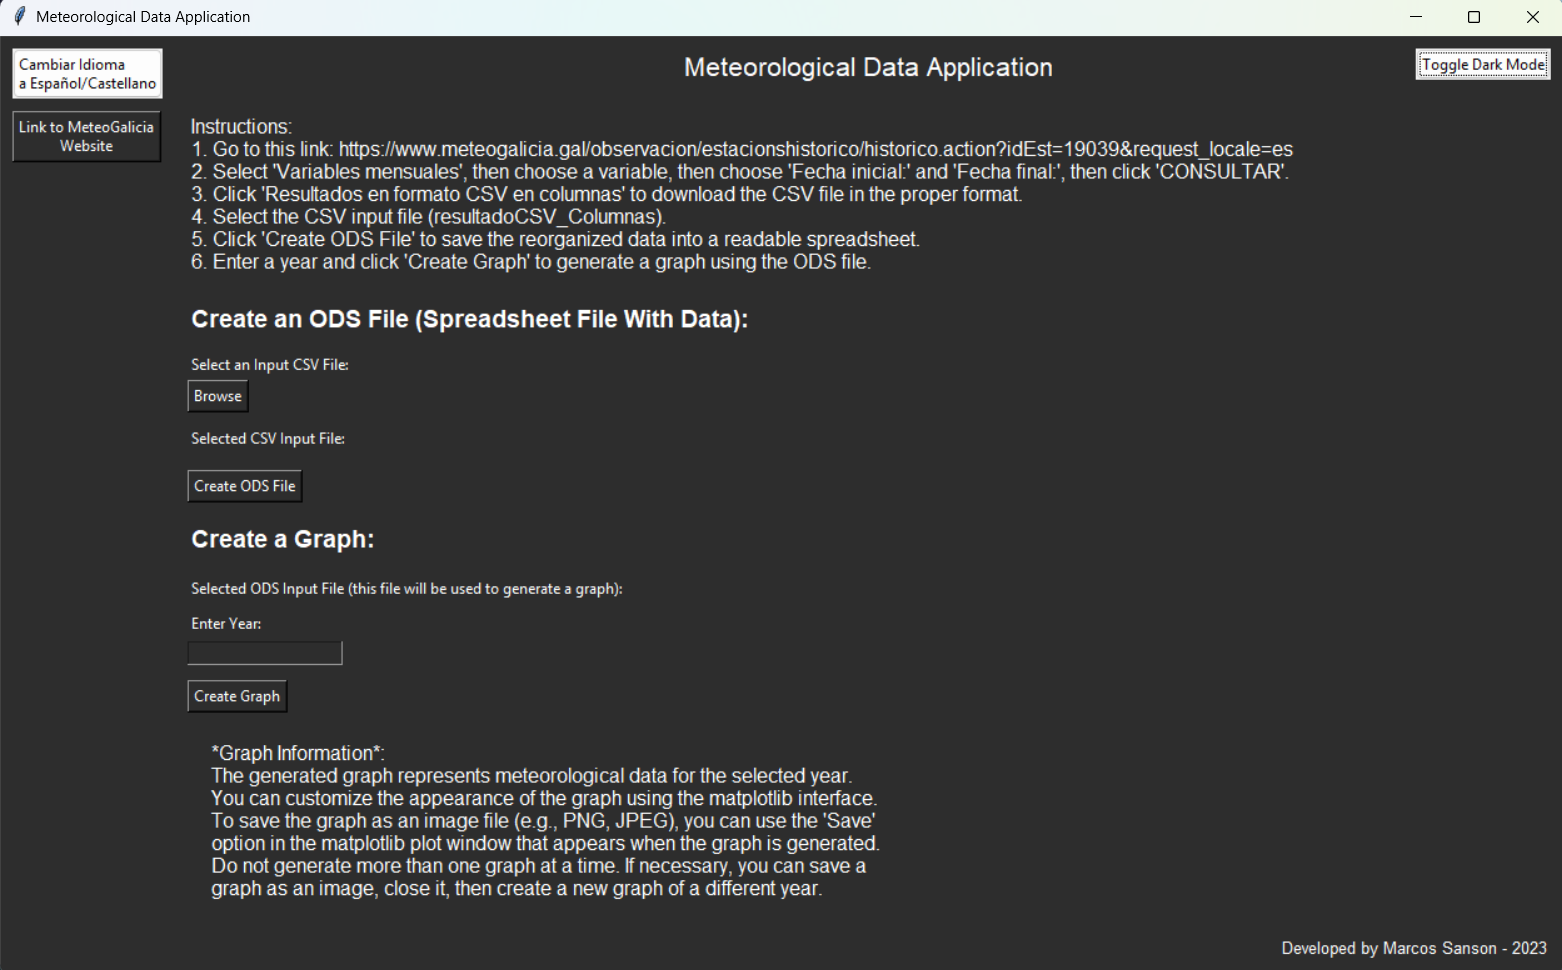 Meteorological Data Application
Cambiar Idioma
a Español/Castellano
Meteorological Data Application
Toggle Dark Mode
Link to MeteoGalicia
Website
Instructions:
1. Go to this link: https://www.meteogalicia.gal/observacion/estacionshistorico/historico.action?idEst=19039&request_locale=es
2. Select 'Variables mensuales', then choose a variable, then choose 'Fecha inicial:' and 'Fecha final:', then click 'CONSULTAR'.
3. Click 'Resultados en formato CSV en columnas' to download the CSV file in the proper format.
4. Select the CSV input file (resultadoCSV_Columnas).
5. Click 'Create ODS File' to save the reorganized data into a readable spreadsheet.
6. Enter a year and click 'Create Graph' to generate a graph using the ODS file.
Create an ODS File (Spreadsheet File With Data):
Select an Input CSV File:
Browse
Selected CSV Input File:
Create ODS File
Create a Graph:
Selected ODS Input File (this file will be used to generate a graph):
Enter Year:
Create Graph
*Graph Information*:
The generated graph represents meteorological data for the selected year.
You can customize the appearance of the graph using the matplotlib interface.
To save the graph as an image file (e.g., PNG, JPEG), you can use the 'Save'
option in the matplotlib plot window that appears when the graph is generated.
Do not generate more than one graph at a time. If necessary, you can save a
graph as an image, close it, then create a new graph of a different year.
Developed by Marcos Sanson - 2023